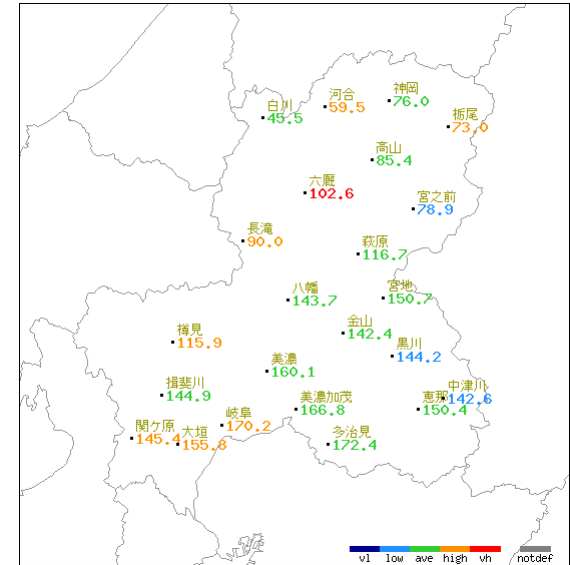 神岡
76.0
河合
59.5
白川
45.5
栃尾
73.0
高山
85.4
六厩
102.6
宮之前
78.9
長滝
90.0
萩原
116.7
八幡
143.7
宮地
150.7
金山
142.4
樽見
115.9
黒川
144.2
美濃
160.1
揖斐川
144.9
中津川
142.6
美濃加茂
166.8
恵那
150.4
岐阜
170.2
関ケ原
145.4
大垣
155.8
多治見
172.4
vl low ave high vh notdef